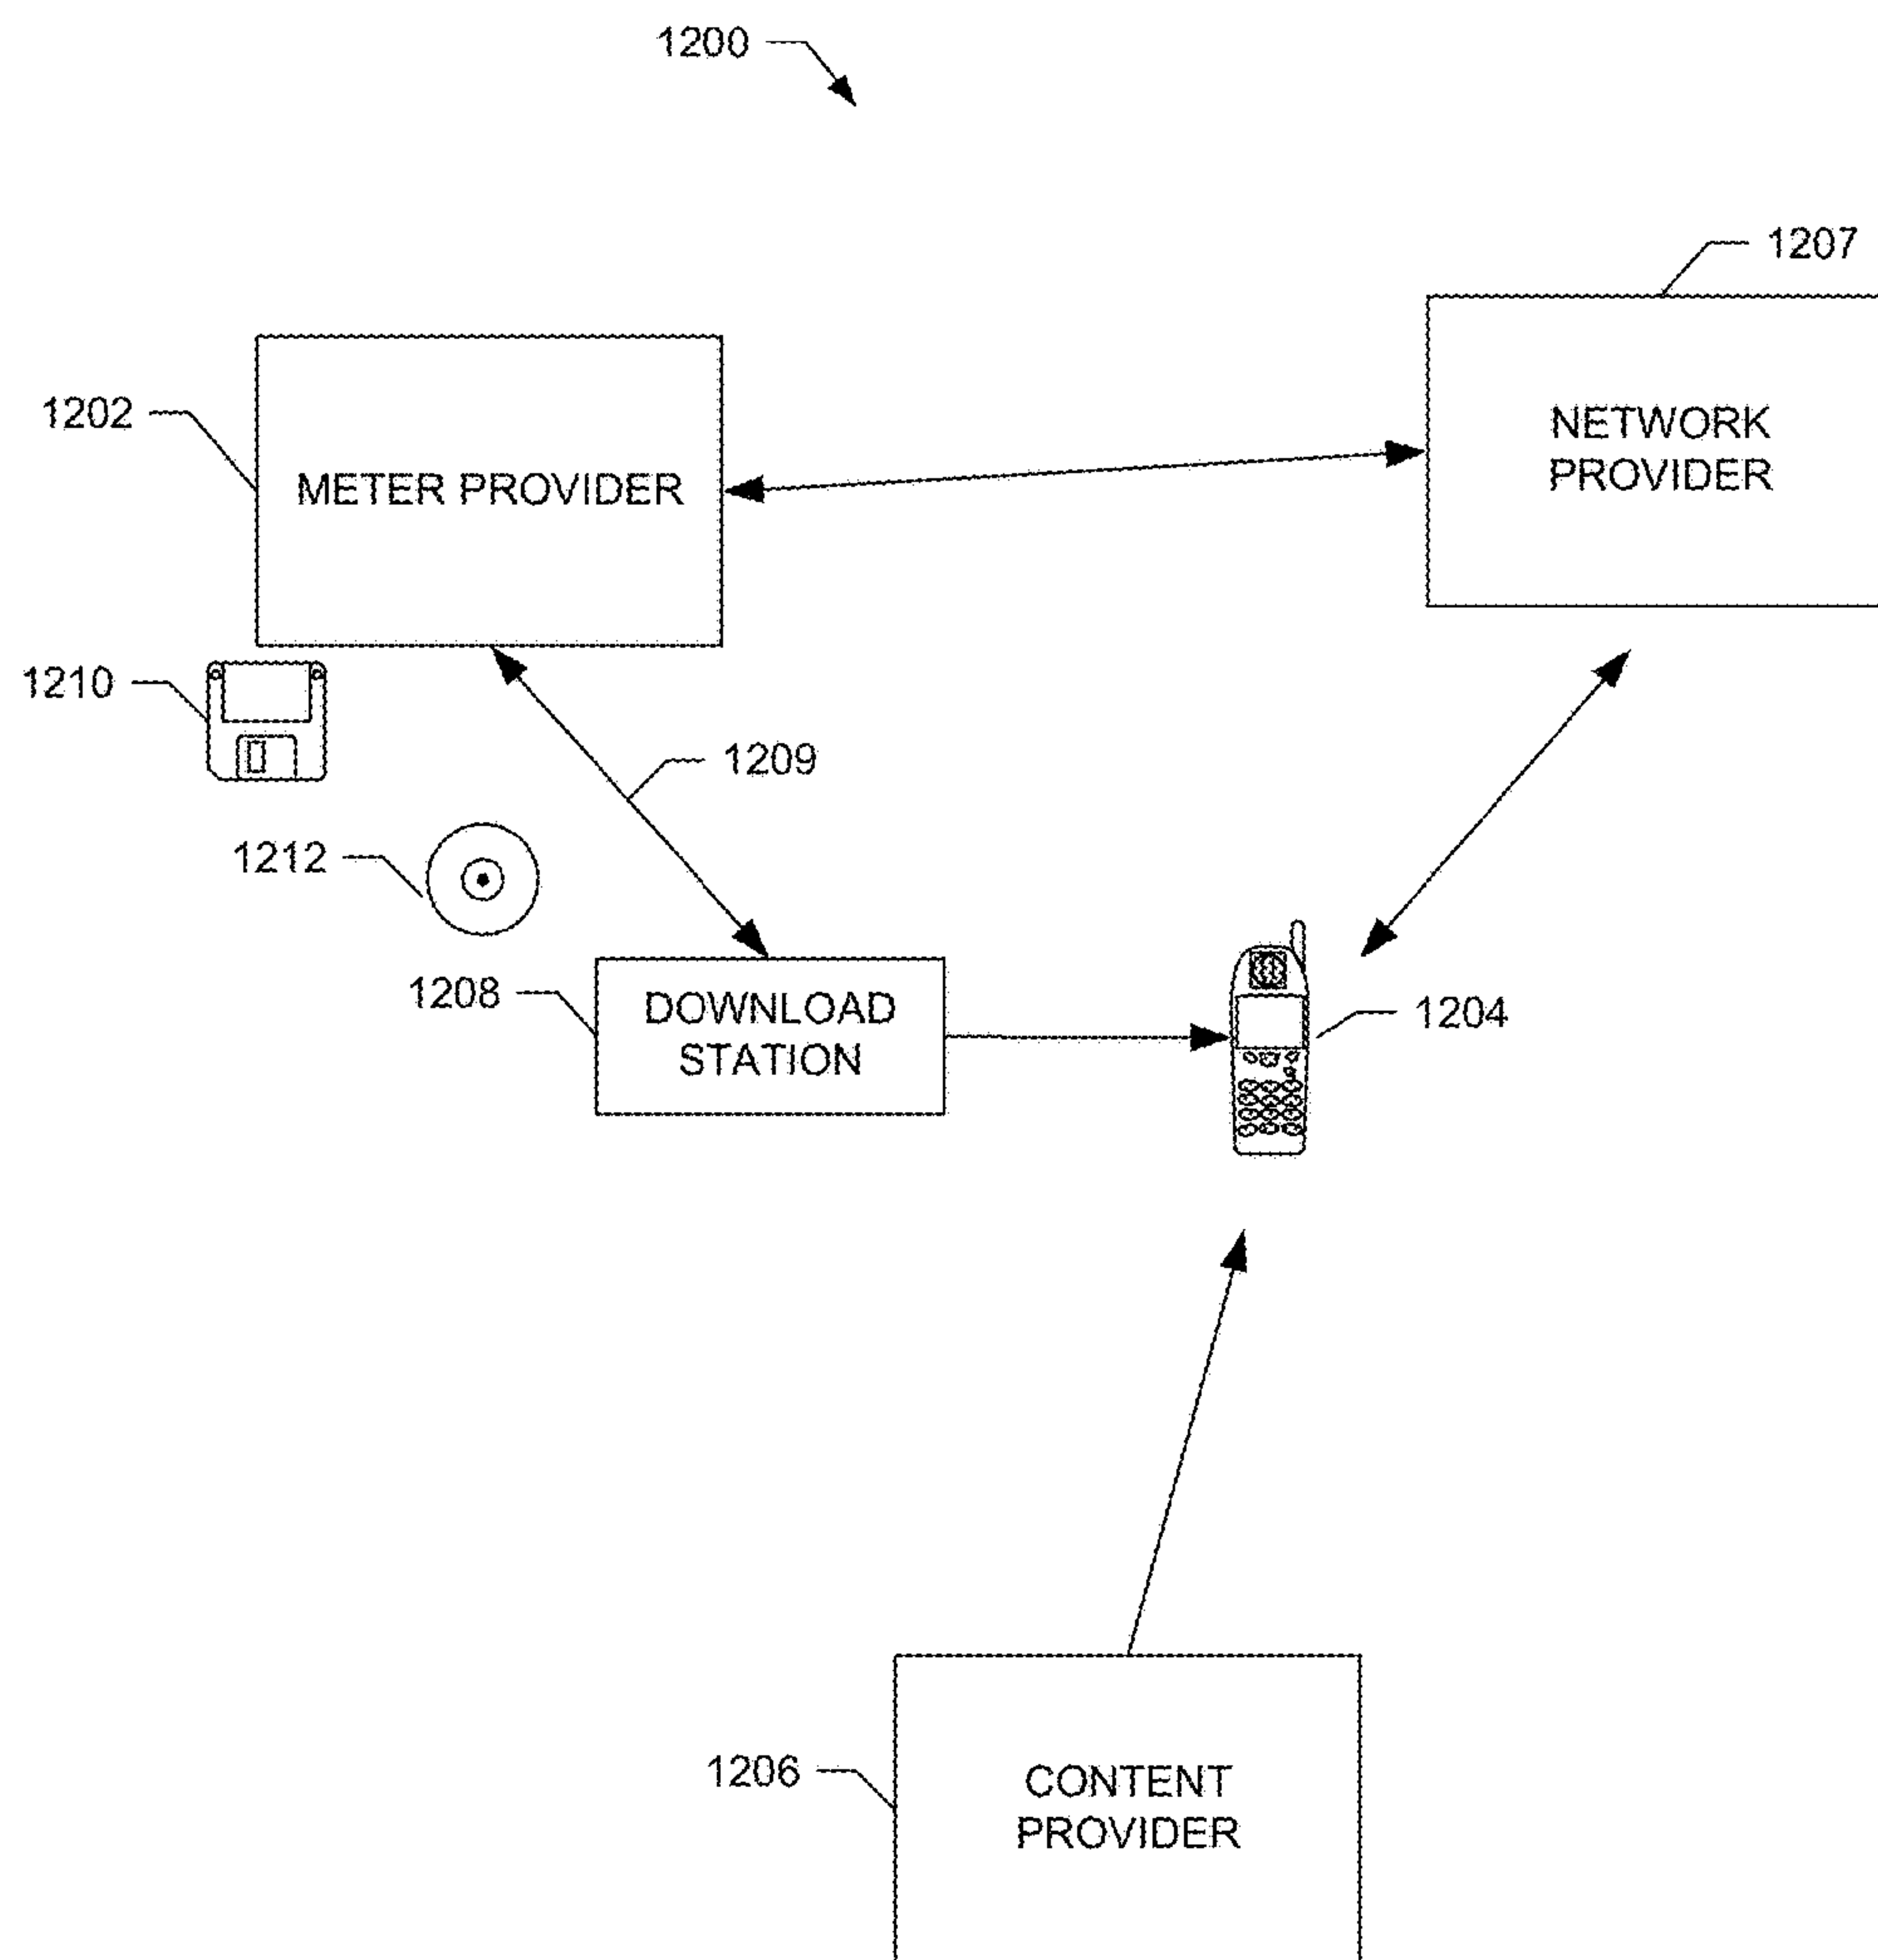 1200
1207
1202
METER PROVIDER
NETWORK
PROVIDER
1210
1209
1212
1208
DOWNLOAD
STATION
1204
1206
CONTENT
PROVIDER